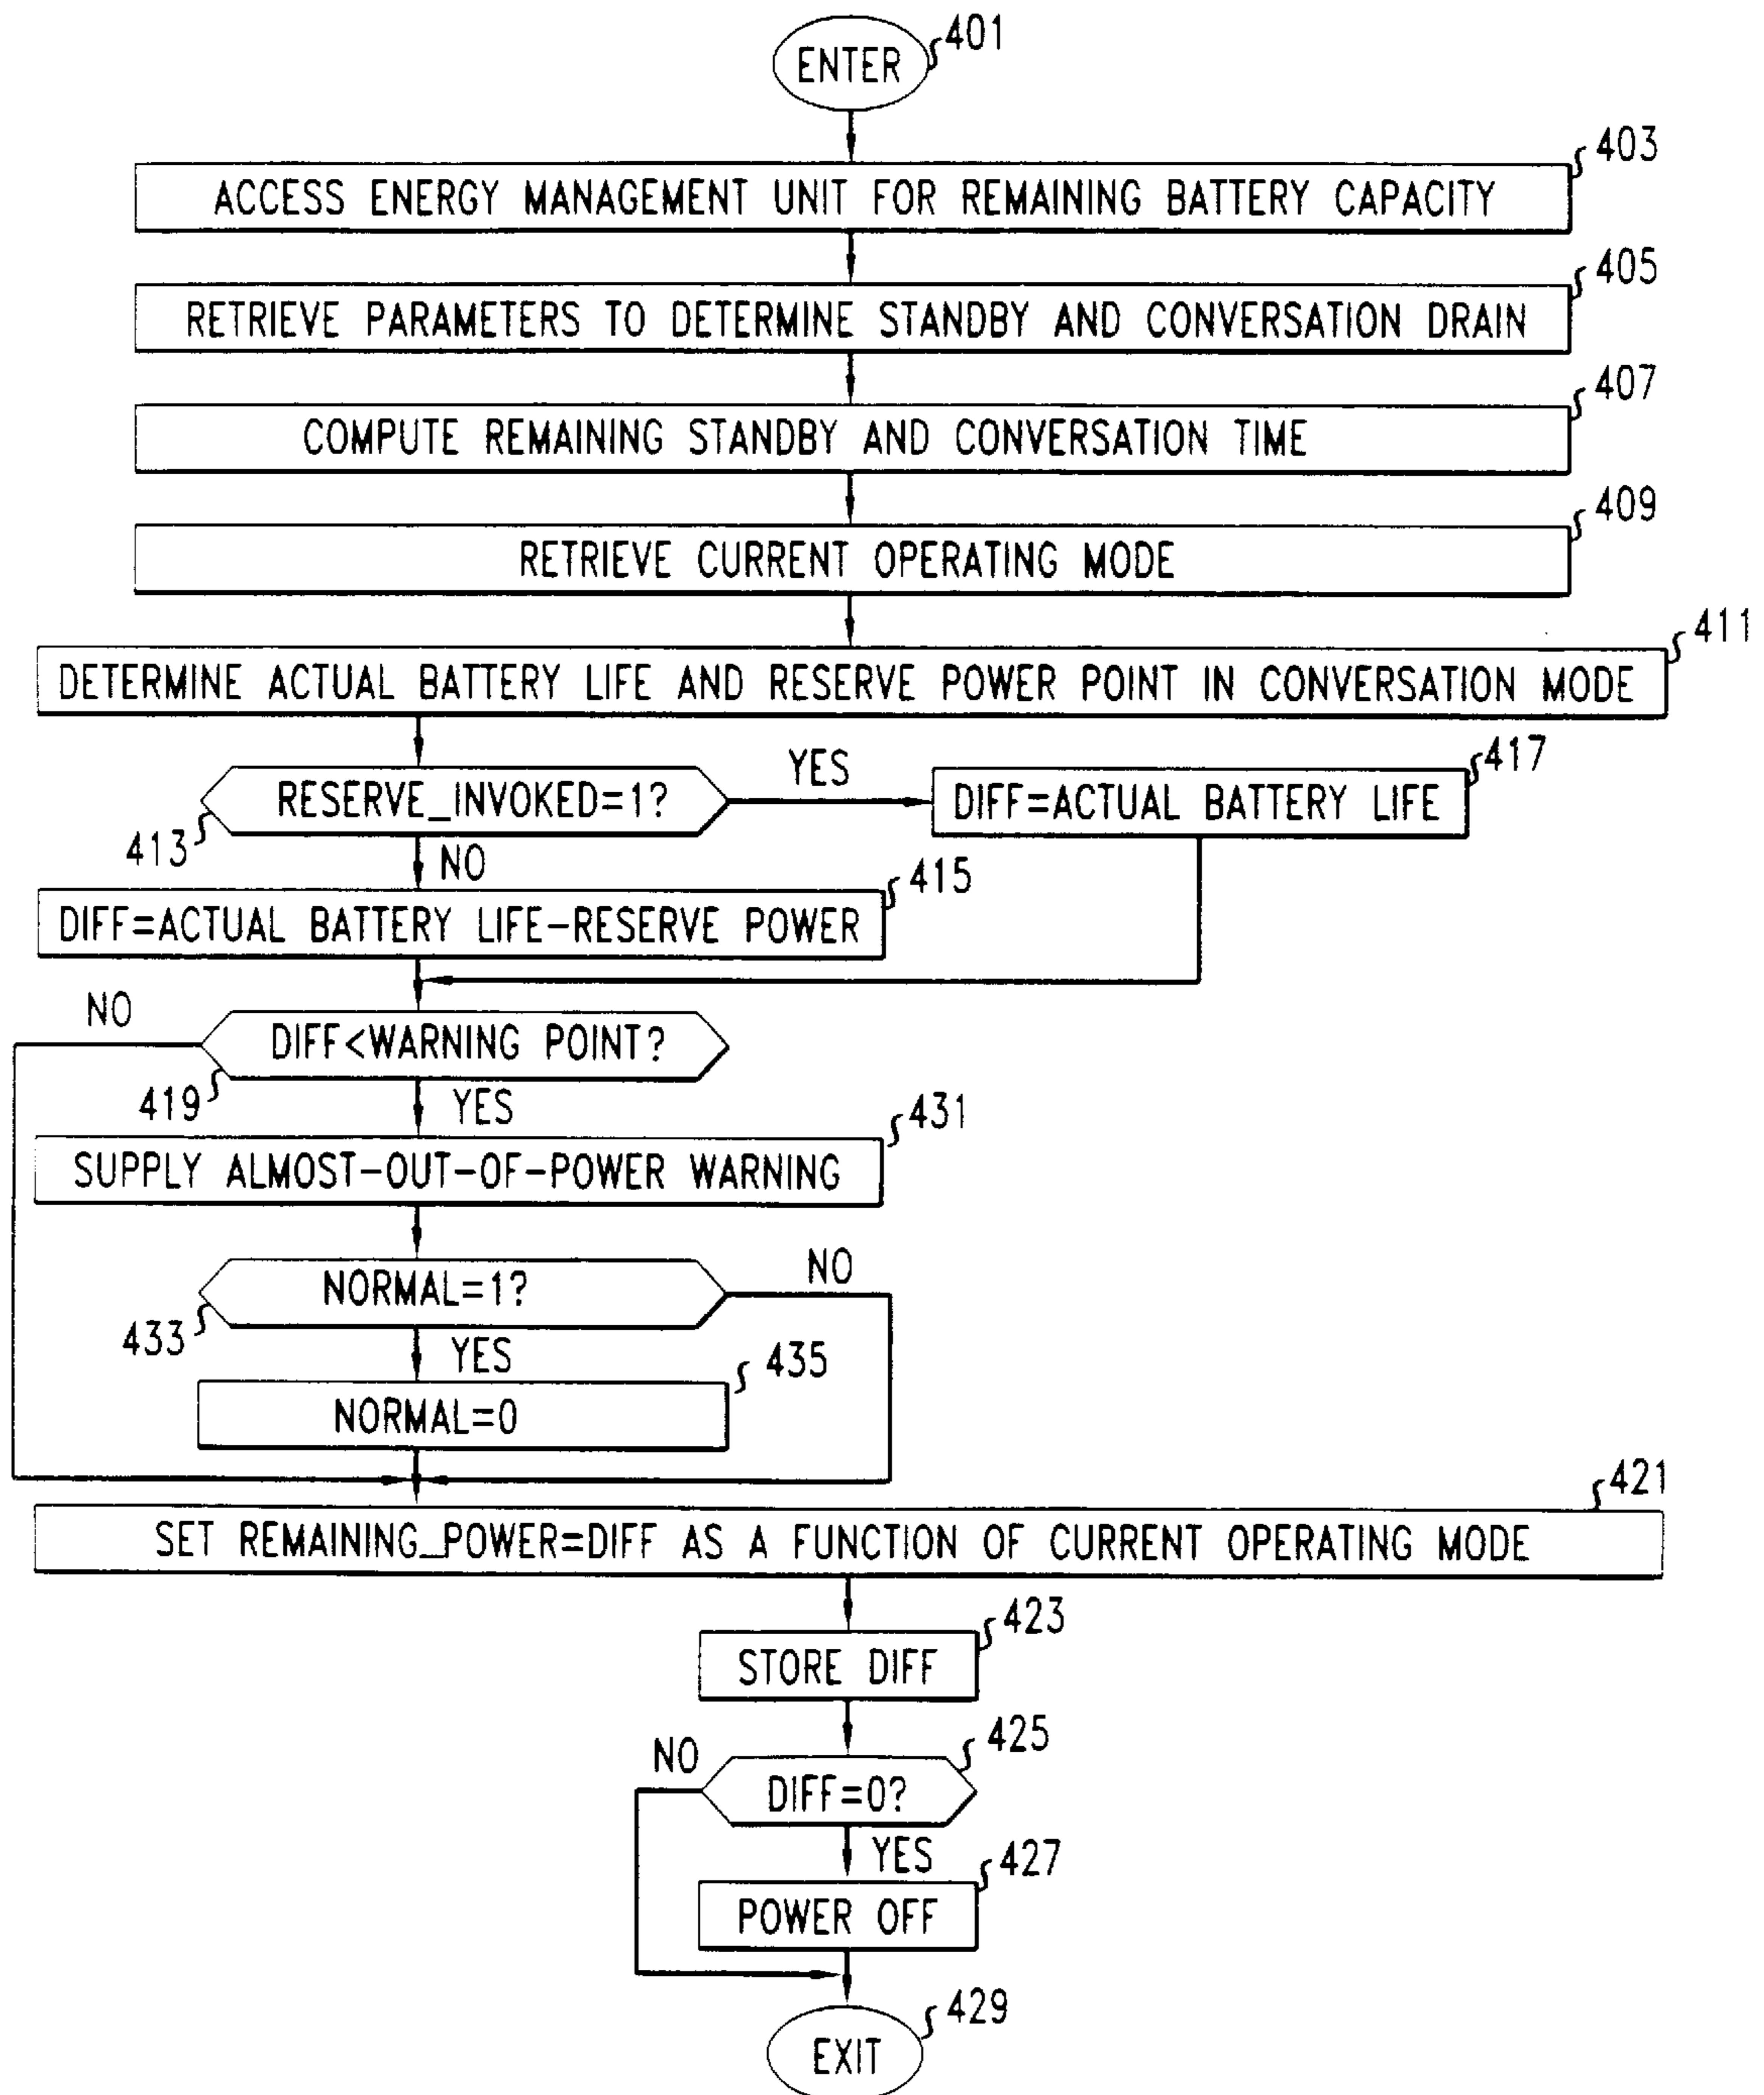 ENTER
401
403
ACCESS ENERGY MANAGEMENT UNIT FOR REMAINING BATTERY CAPACITY
405
RETRIEVE PARAMETERS TO DETERMINE STANDBY AND CONVERSATION DRAIN
407
COMPUTE REMAINING STANDBY AND CONVERSATION TIME
409
RETRIEVE CURRENT OPERATING MODE
411
DETERMINE ACTUAL BATTERY LIFE AND RESERVE POWER POINT IN CONVERSATION MODE
RESERVE_INVOKED=1?
413
YES
417
DIFF=ACTUAL BATTERY LIFE
NO
415
DIFF=ACTUAL BATTERY LIFE-RESERVE POWER
NO
DIFF<WARNING POINT?
419
YES
431
SUPPLY ALMOST-OUT-OF-POWER WARNING
NORMAL=1?
NO
433
YES
435
NORMAL=0
421
SET REMAINING_POWER=DIFF AS A FUNCTION OF CURRENT OPERATING MODE
423
STORE DIFF
NO
425
DIFF=0?
YES
427
POWER OFF
429
EXIT